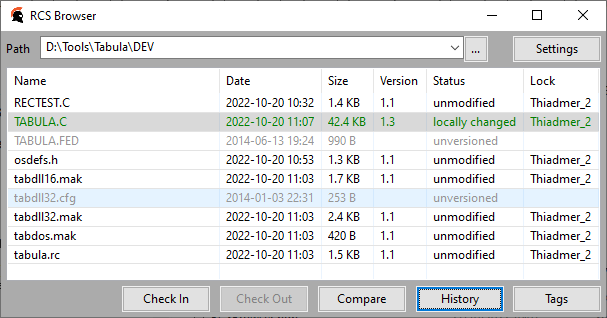 RCS Browser
Path D:\Tools\Tabula\DEV ... Settings
Name Date Size Version Status Lock
RECTEST.C 2022-10-20 10:32 1.4 KB 1.1 unmodified Thiadmer_2
TABULA.C 2022-10-20 11:07 42.4 KB 1.3 locally changed Thiadmer_2
TABULA.FED 2014-06-13 19:24 990 B unversioned
osdefs.h 2022-10-20 10:53 1.3 KB 1.1 unmodified Thiadmer_2
tabdll16.mak 2022-10-20 11:03 1.7 KB 1.1 unmodified Thiadmer_2
tabdll32.cfg 2014-01-03 22:31 253 B unversioned
tabdll32.mak 2022-10-20 11:03 2.4 KB 1.1 unmodified Thiadmer_2
tabdos.mak 2022-10-20 11:03 420 B 1.1 unmodified Thiadmer_2
tabula.rc 2022-10-20 11:03 1.5 KB 1.1 unmodified Thiadmer_2
Check In Check Out Compare History Tags